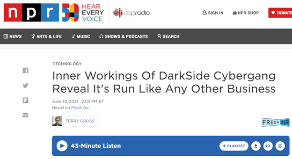 n p r
HEAR
EVERY
VOICE
capradio
SIGN IN
NPR SHOP
DONATE
NEWS
ARTS & LIFE
MUSIC
SHOWS & PODCASTS
SEARCH
TECHNOLOGY
Inner Workings Of DarkSide Cybergang
Reveal It's Run Like Any Other Business
June 10, 2021 · 2:03 PM ET
Heard on Fresh Air
TERRY GROSS
FRESH AIR
43-Minute Listen
+ PLAYLIST